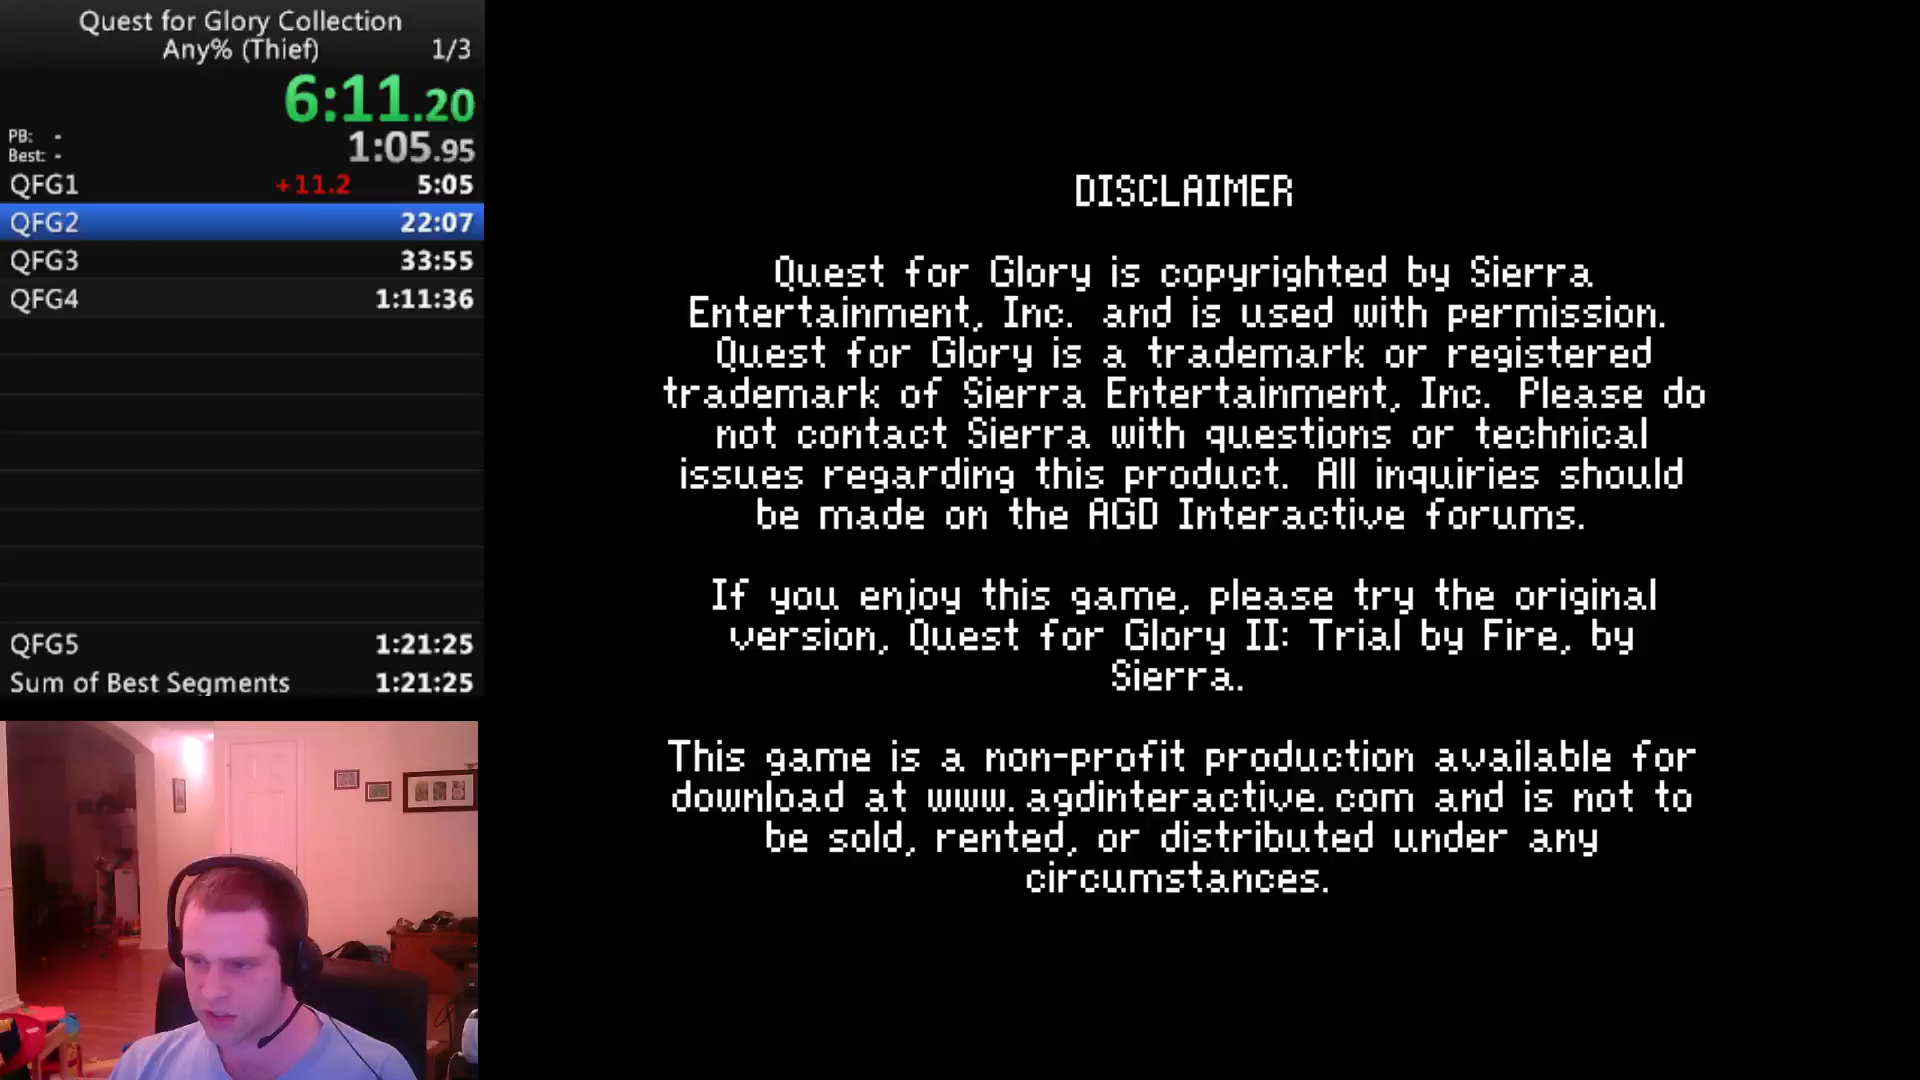 Quest for Glory Collection
Any% (Thief) 1/3
6:11.20
PB: -
Best: -
1:05.95
QFG1 +11.2 5:05
QFG2 22:07
QFG3 33:55
QFG4 1:11:36
QFG5 1:21:25
Sum of Best Segments 1:21:25
DISCLAIMER
Quest for Glory is copyrighted by Sierra
Entertainment, Inc. and is used with permission.
Quest for Glory is a trademark or registered
trademark of Sierra Entertainment, Inc. Please do
not contact Sierra with questions or technical
issues regarding this product. All inquiries should
be made on the AGD Interactive forums.
If you enjoy this game, please try the original
version, Quest for Glory II: Trial by Fire, by
Sierra.
This game is a non-profit production available for
download at www.agdinteractive.com and is not to
be sold, rented, or distributed under any
circumstances.